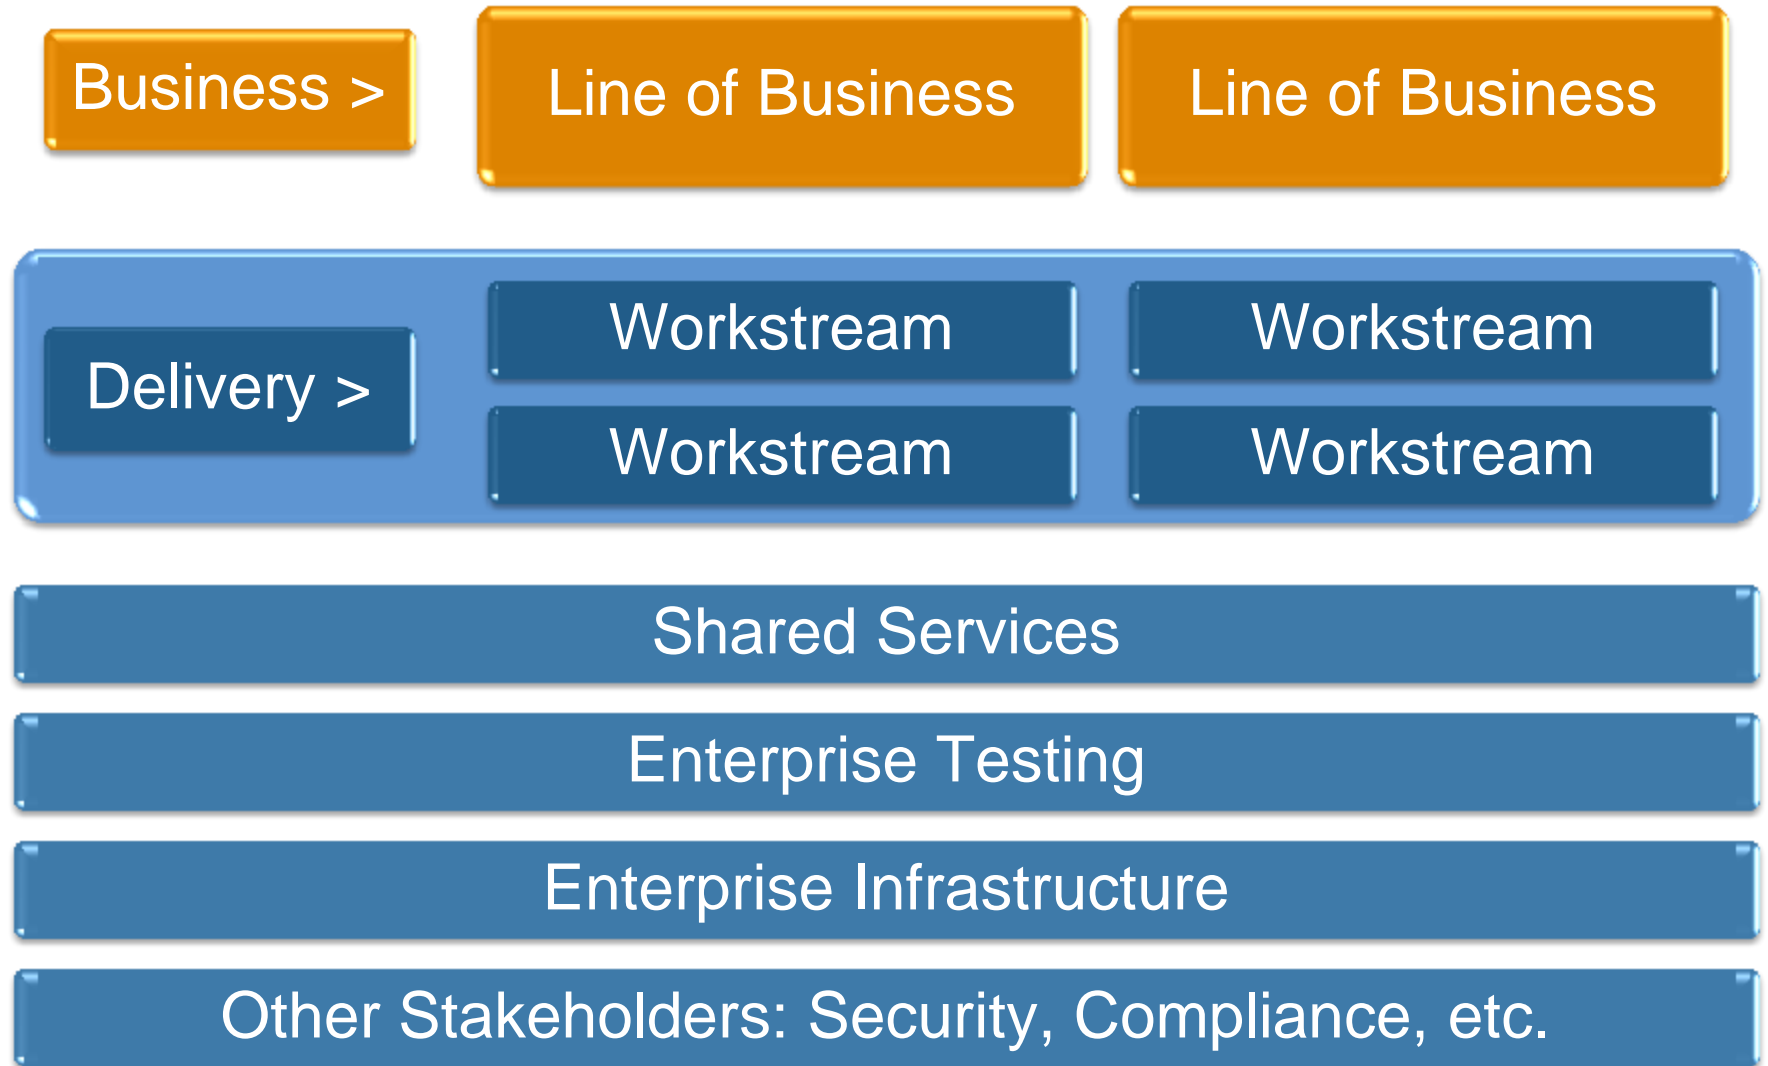 Business >
Line of Business
Line of Business
Delivery >
Workstream
Workstream
Workstream
Workstream
Shared Services
Enterprise Testing
Enterprise Infrastructure
Other Stakeholders: Security, Compliance, etc.